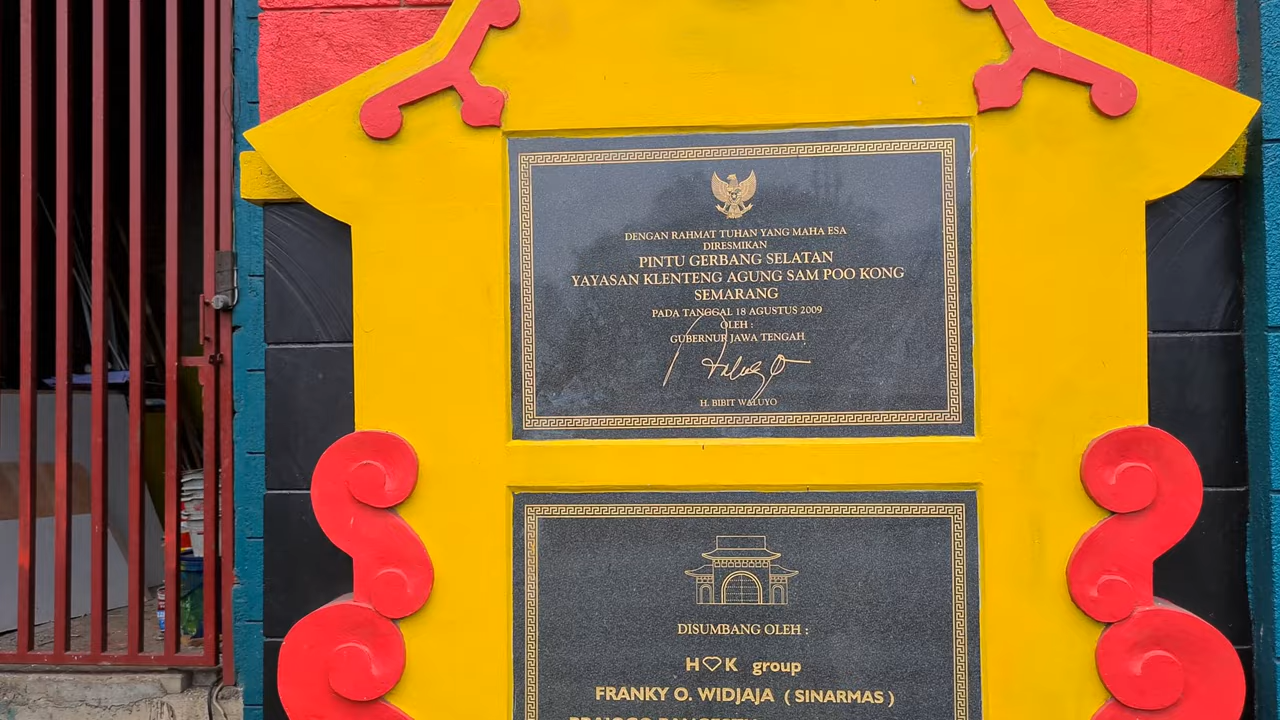 DENGAN RAHMAT TUHAN YANG MAHA ESA
DIRESMIKAN
PINTU GERBANG SELATAN
YAYASAN KLENTENG AGUNG SAM POO KONG
SEMARANG
PADA TANGGAL 18 AGUSTUS 2009
OLEH :
GUBERNUR JAWA TENGAH
H. BIBIT WALUYO
DISUMBANG OLEH :
H♡K group
FRANKY O. WIDJAJA ( SINARMAS )